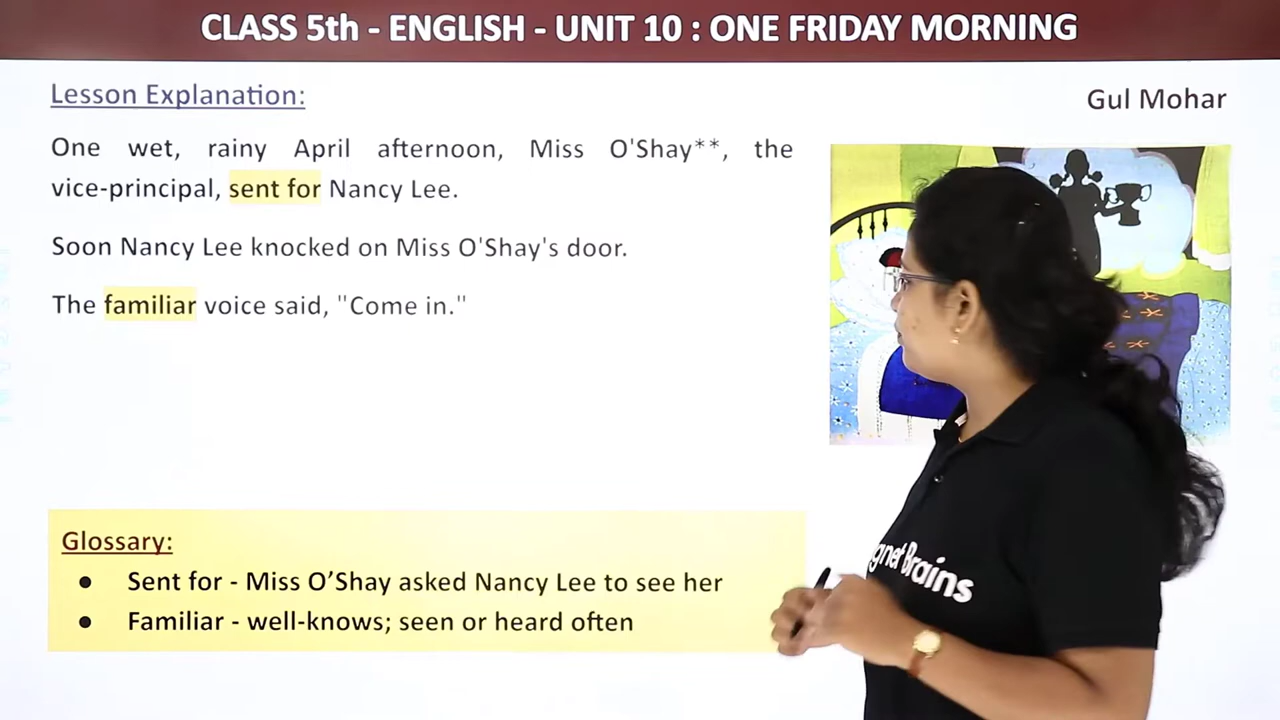 CLASS 5th - ENGLISH - UNIT 10 : ONE FRIDAY MORNING
Lesson Explanation:
Gul Mohar
One wet, rainy April afternoon, Miss O'Shay**, the
vice-principal, sent for Nancy Lee.
Soon Nancy Lee knocked on Miss O'Shay's door.
The familiar voice said, "Come in."
Glossary:
● Sent for - Miss O’Shay asked Nancy Lee to see her
● Familiar - well-knows; seen or heard often
Brains